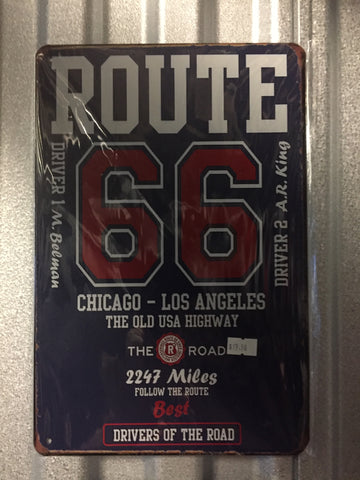 ROUTE
66
DRIVER 1 M. Belman
DRIVER 2 A.R. King
CHICAGO - LOS ANGELES
THE OLD USA HIGHWAY
THE R ROAD
2247 Miles
FOLLOW THE ROUTE
Best
DRIVERS OF THE ROAD